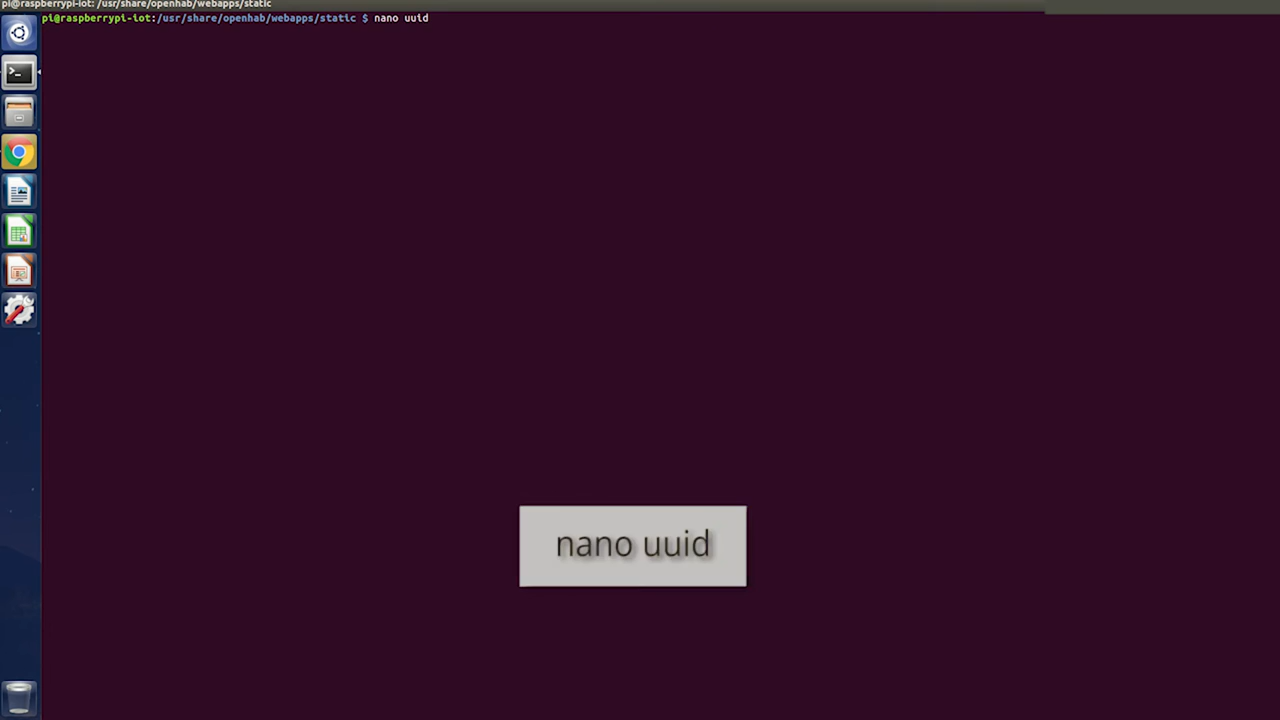 pi@raspberrypi-iot: /usr/share/openhab/webapps/static
pi@raspberrypi-iot:/usr/share/openhab/webapps/static $ nano uuid
nano uuid